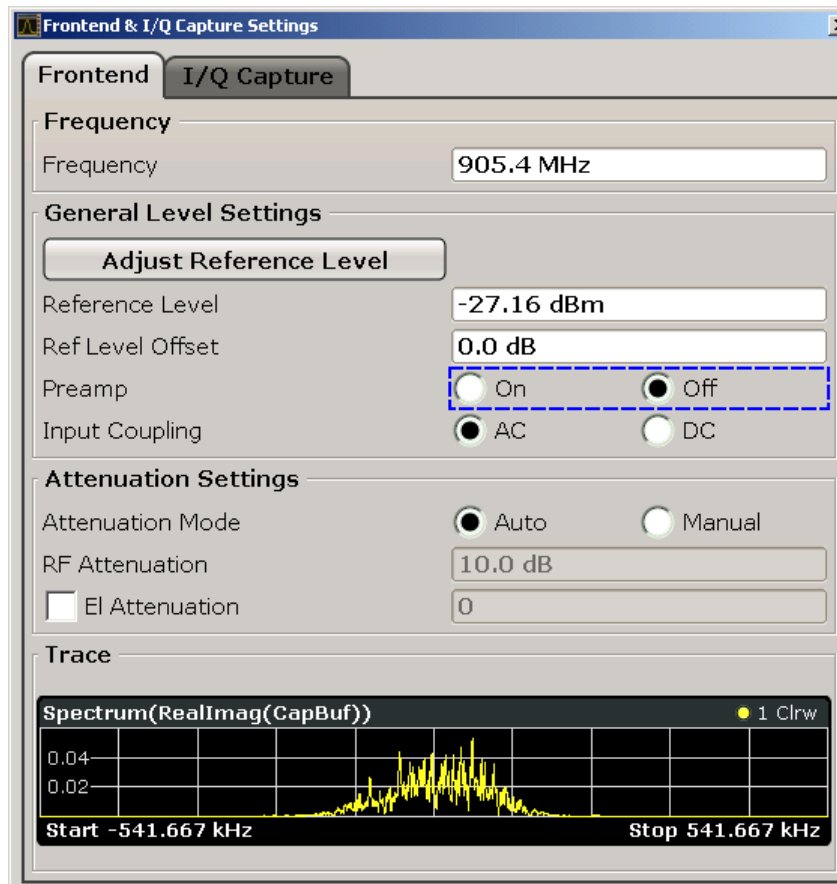 Frontend & I/Q Capture Settings
Frontend I/Q Capture
Frequency
Frequency 905.4 MHz
General Level Settings
Adjust Reference Level
Reference Level -27.16 dBm
Ref Level Offset 0.0 dB
Preamp On Off
Input Coupling AC DC
Attenuation Settings
Attenuation Mode Auto Manual
RF Attenuation 10.0 dB
El Attenuation 0
Trace
Spectrum(RealImag(CapBuf)) 1 Clrw
0.04
0.02
Start -541.667 kHz Stop 541.667 kHz